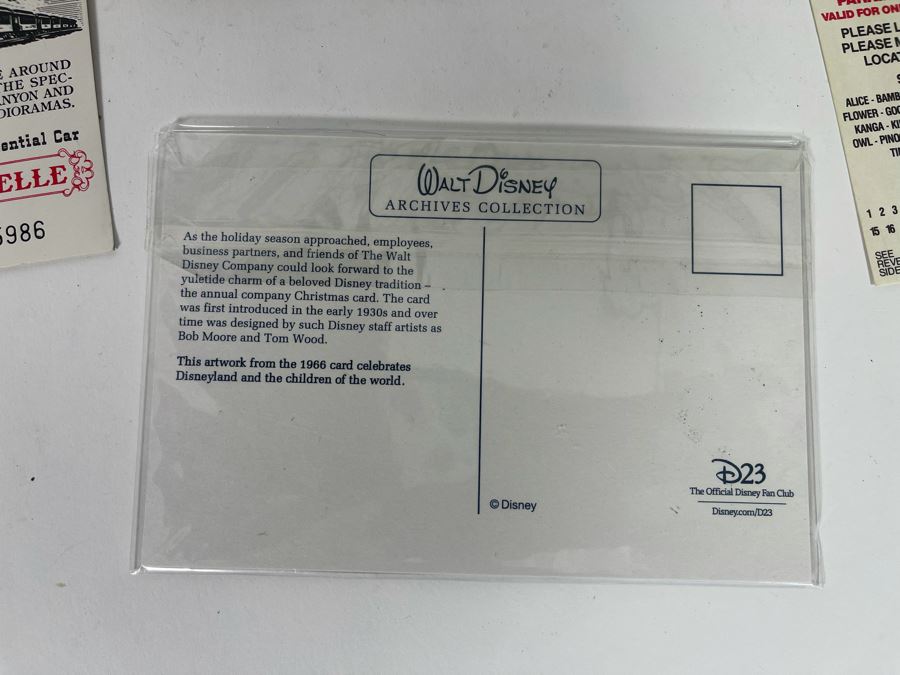 E AROUND
THE SPEC-
ANYON AND
DIORAMAS.
ential Car
ELLE
5986
WALT DISNEY
ARCHIVES COLLECTION
As the holiday season approached, employees,
business partners, and friends of The Walt
Disney Company could look forward to the
yuletide charm of a beloved Disney tradition –
the annual company Christmas card. The card
was first introduced in the early 1930s and over
time was designed by such Disney staff artists as
Bob Moore and Tom Wood.
This artwork from the 1966 card celebrates
Disneyland and the children of the world.
© Disney
D23
The Official Disney Fan Club
Disney.com/D23
VALID FOR ON
PLEASE L
PLEASE M
LOCAT
S
ALICE - BAMB
FLOWER - GOO
KANGA - KI
OWL - PINO
TI
1 2 3
15 16
SEE
REVE
SIDE